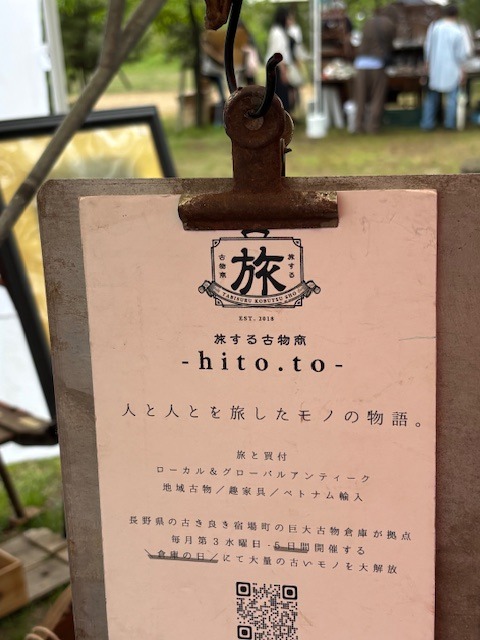 古物商
旅する
旅
TABISURU KOBUTSU SHO
EST. 2018
旅する古物商
-hito.to-
人と人とを旅したモノの物語。
旅と買付
ローカル＆グローバルアンティーク
地域古物／趣家具／ベトナム輸入
長野県の古き良き宿場町の巨大古物倉庫が拠点
毎月第３水曜日-5日間開催する
＼倉庫の日／にて大量の古いモノを大解放